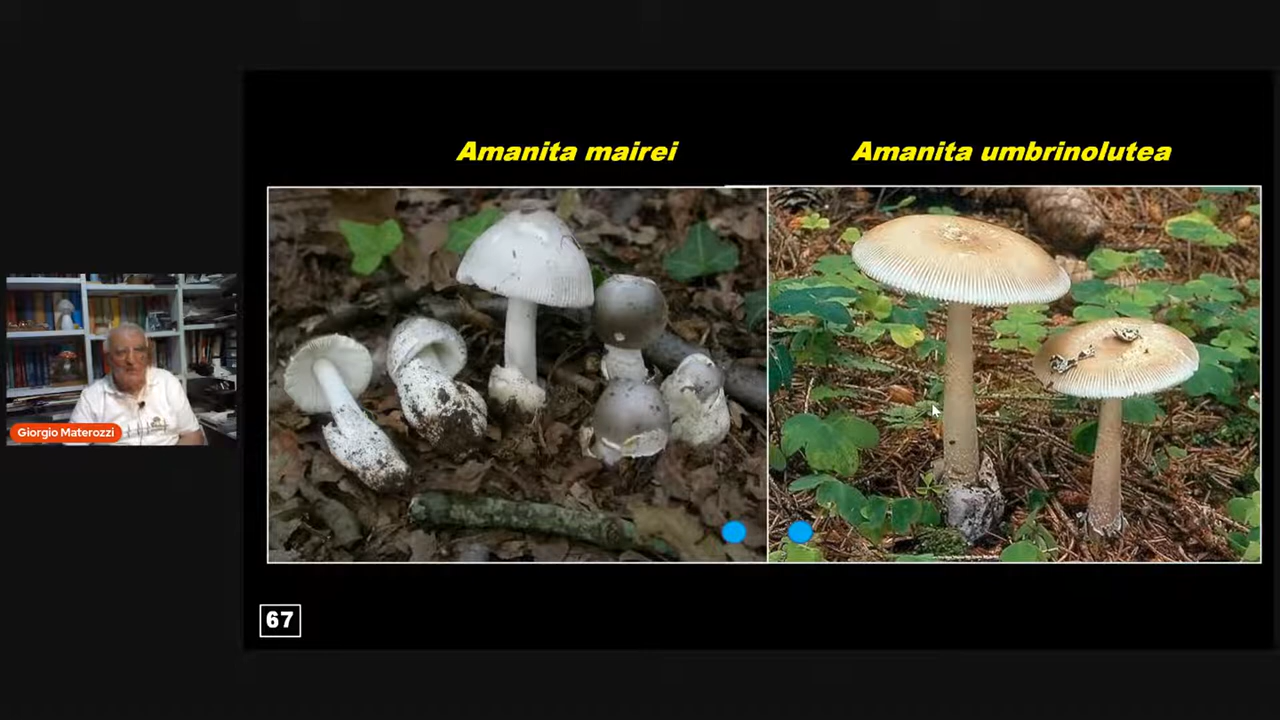 Amanita mairei
Amanita umbrinolutea
Giorgio Materozzi
67